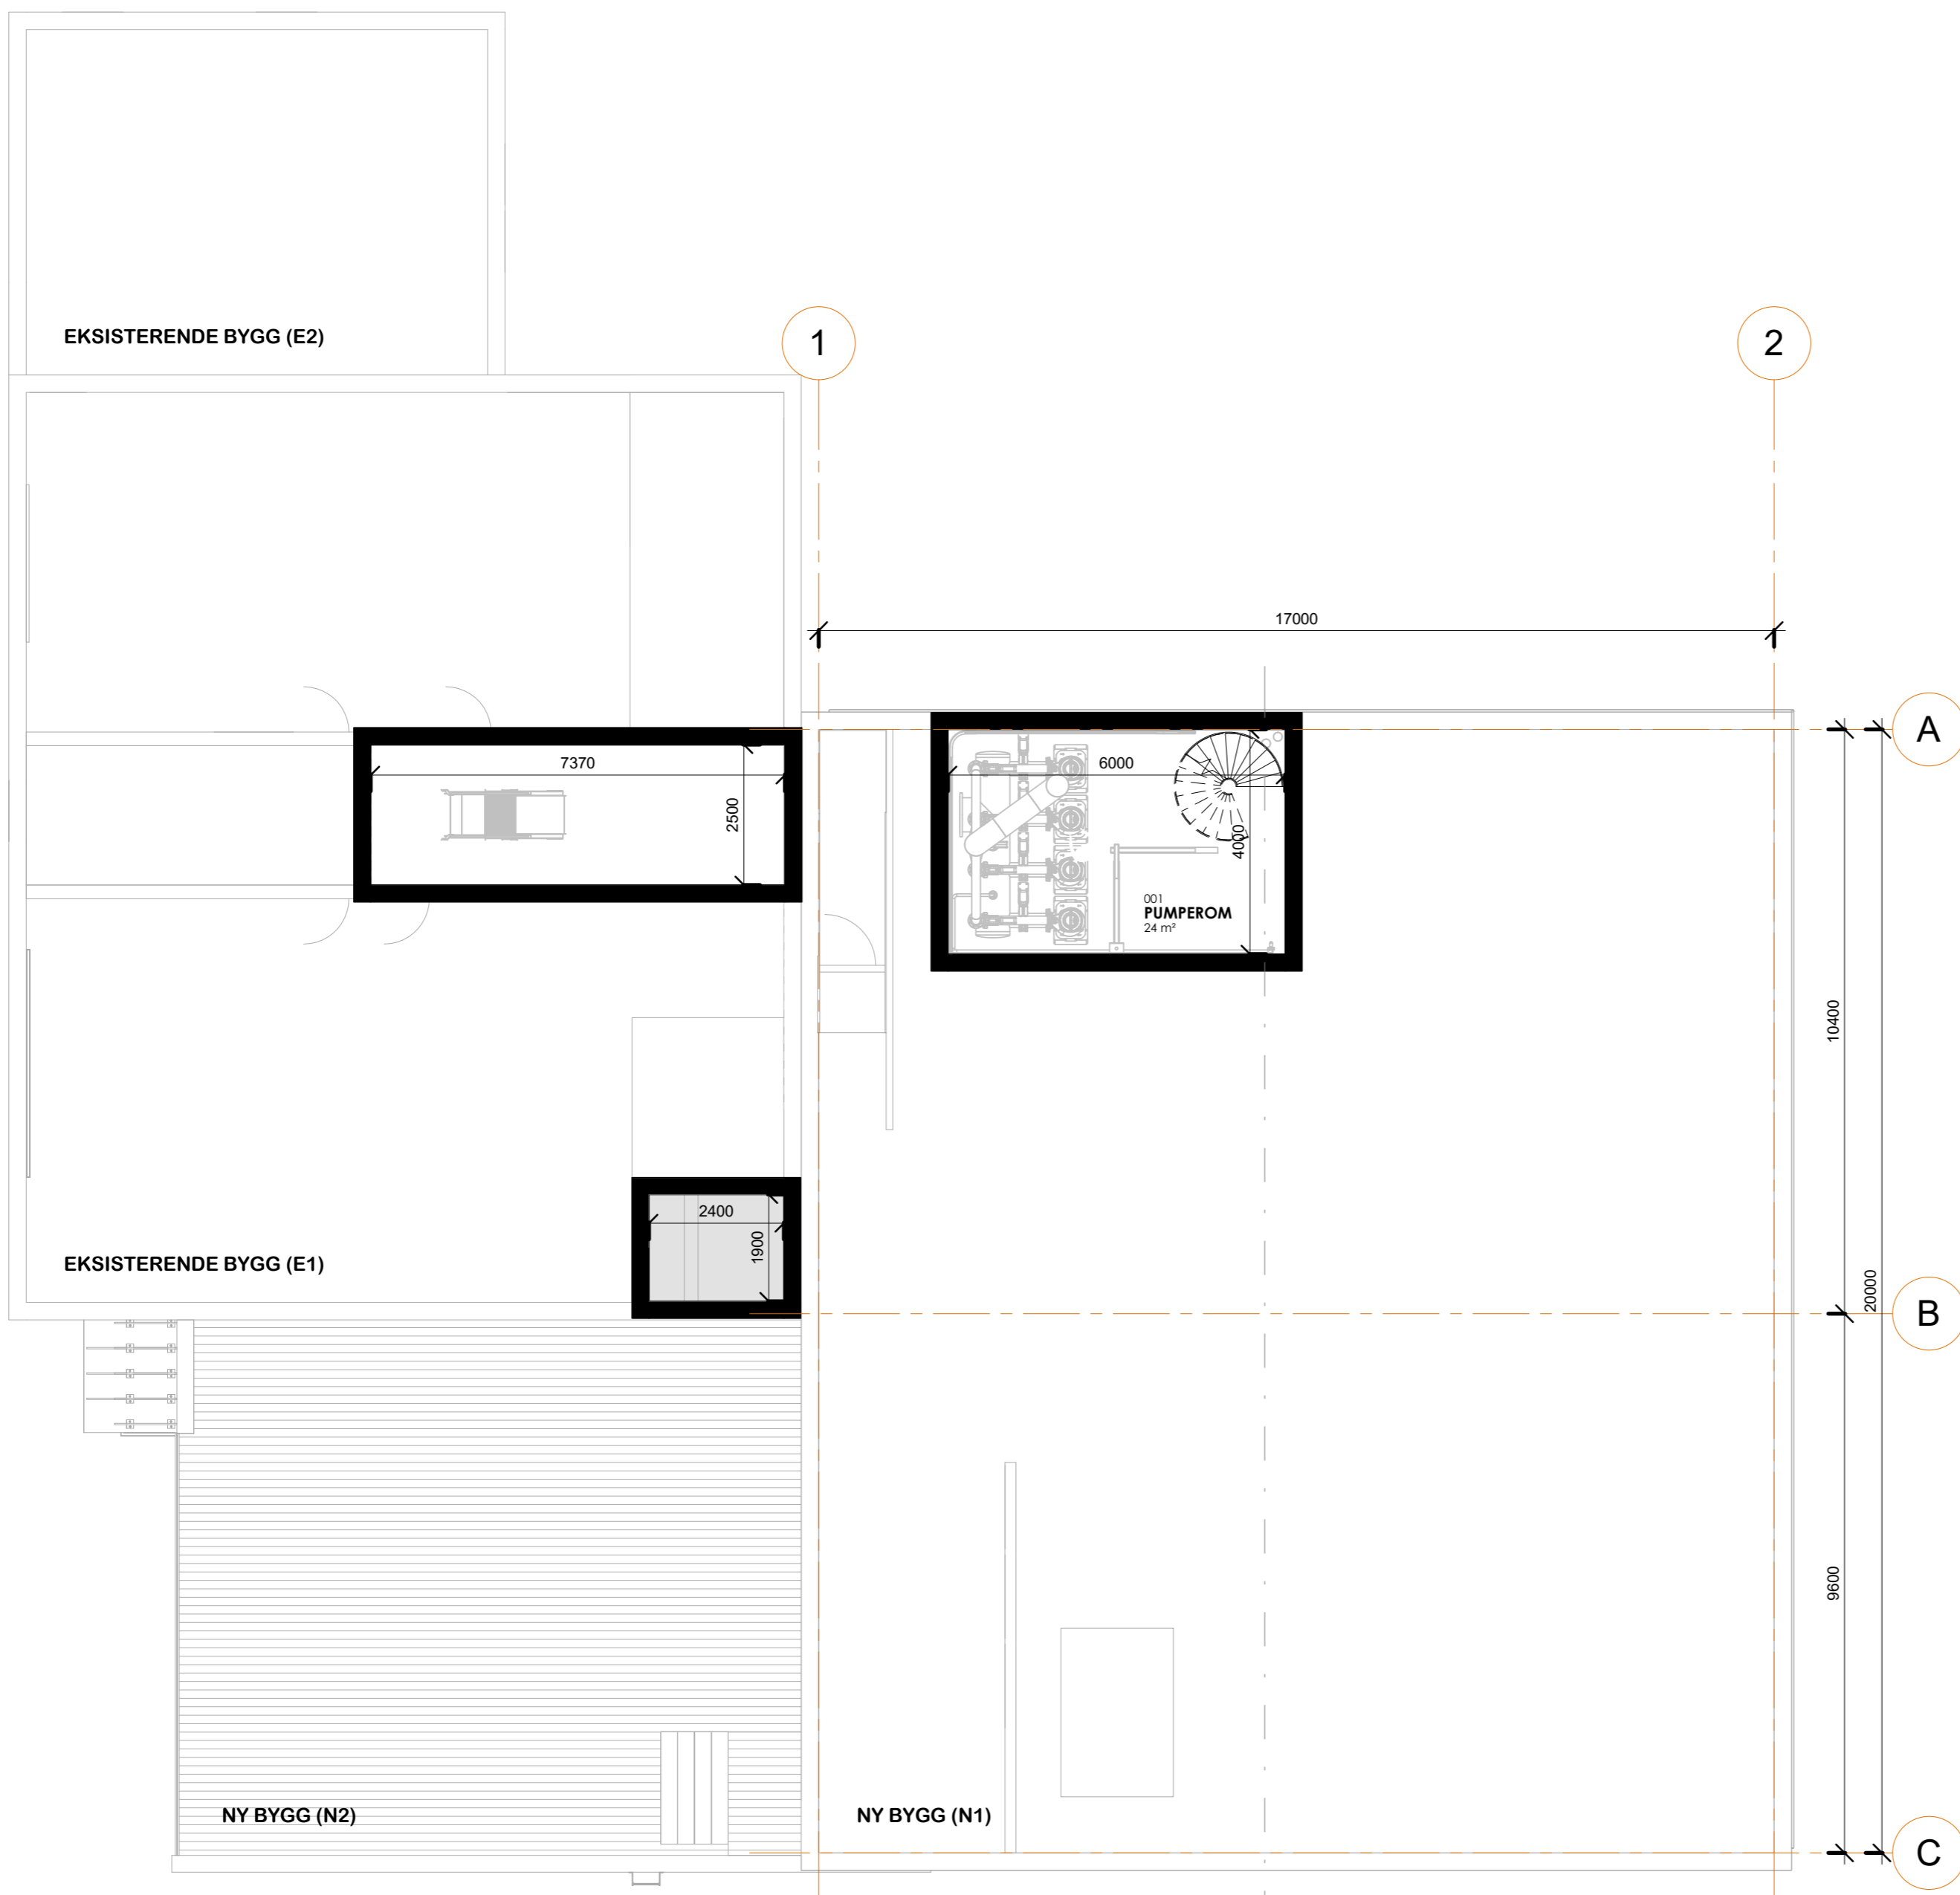 EKSISTERENDE BYGG (E2)
1
2
17000
A
7370
2500
6000
4000
001
PUMPEROM
24 m²
10400
2400
1900
EKSISTERENDE BYGG (E1)
20000
B
9600
NY BYGG (N2)
NY BYGG (N1)
C